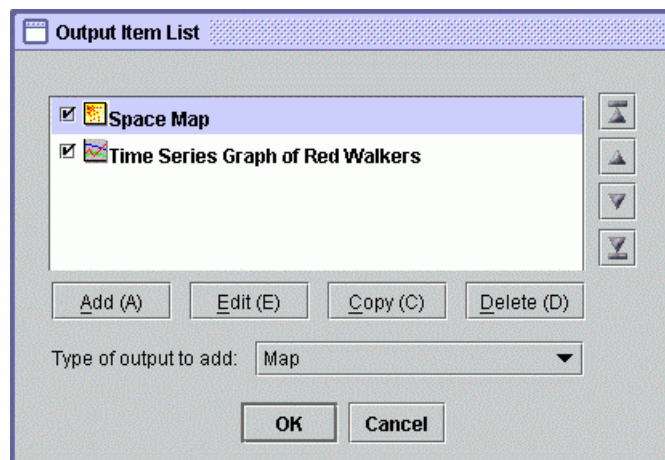 Output Item List
Space Map
Time Series Graph of Red Walkers
Add (A) Edit (E) Copy (C) Delete (D)
Type of output to add: Map
OK Cancel